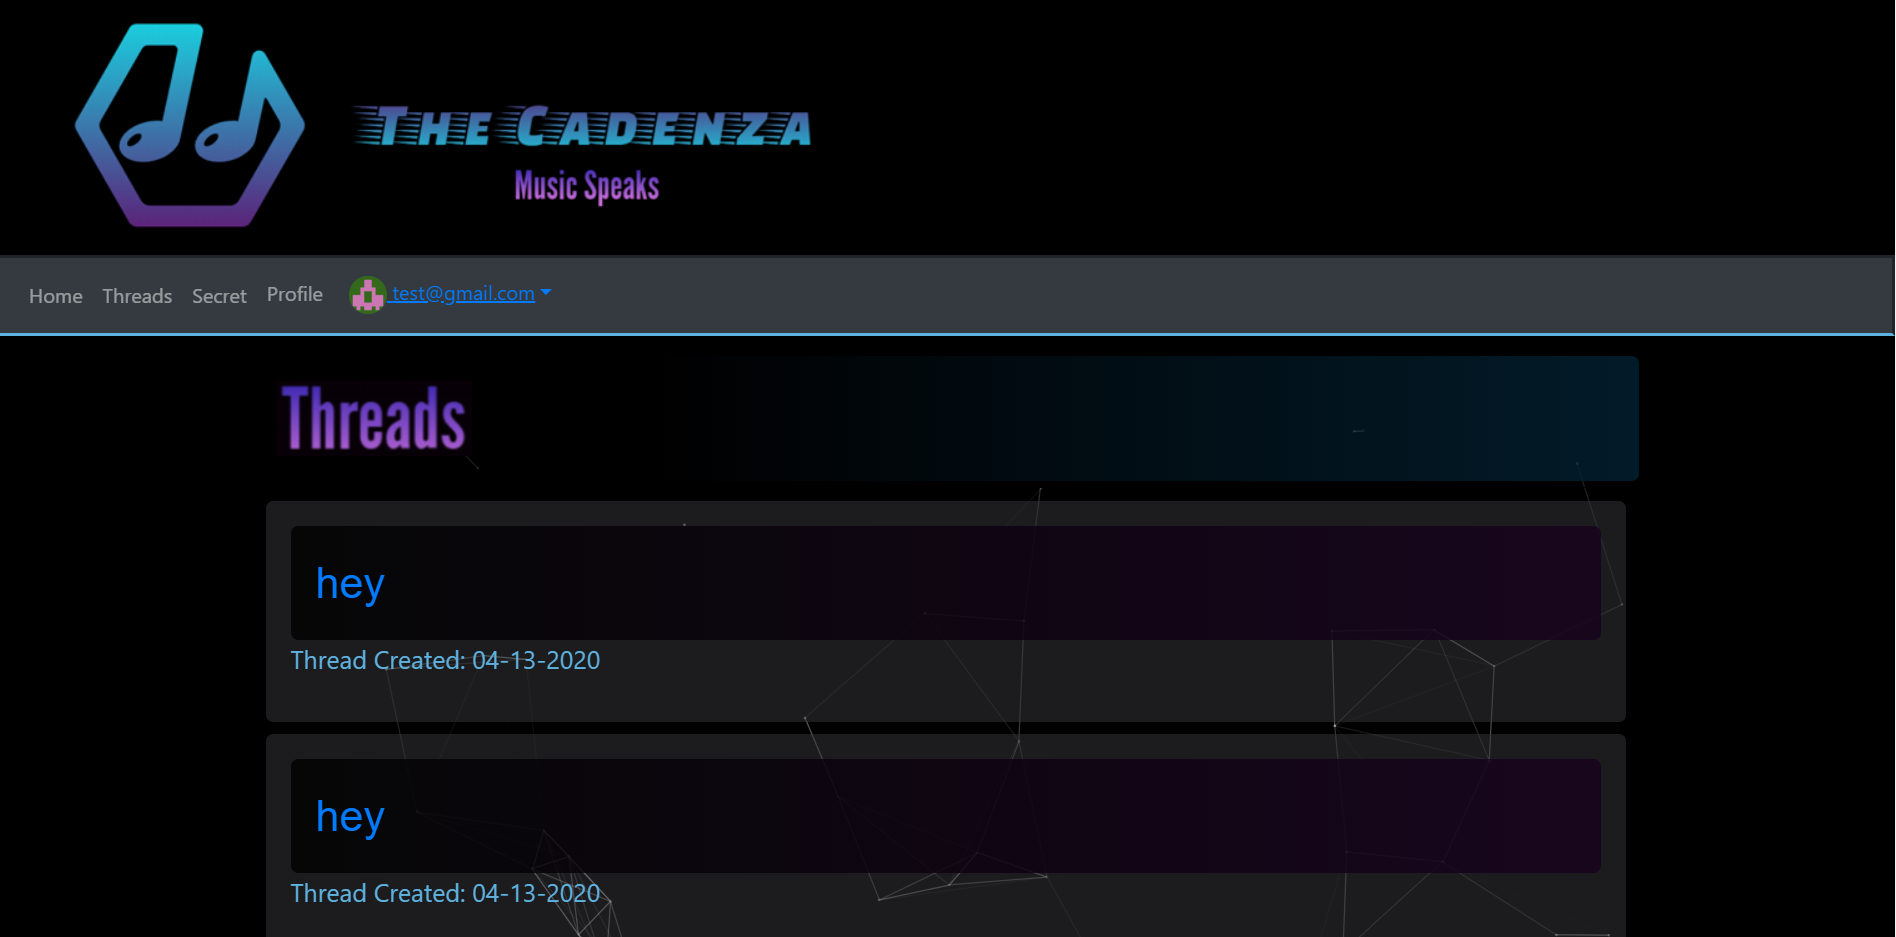 The Cadenza
Music Speaks
Home Threads Secret Profile test@gmail.com
Threads
hey
Thread Created: 04-13-2020
hey
Thread Created: 04-13-2020